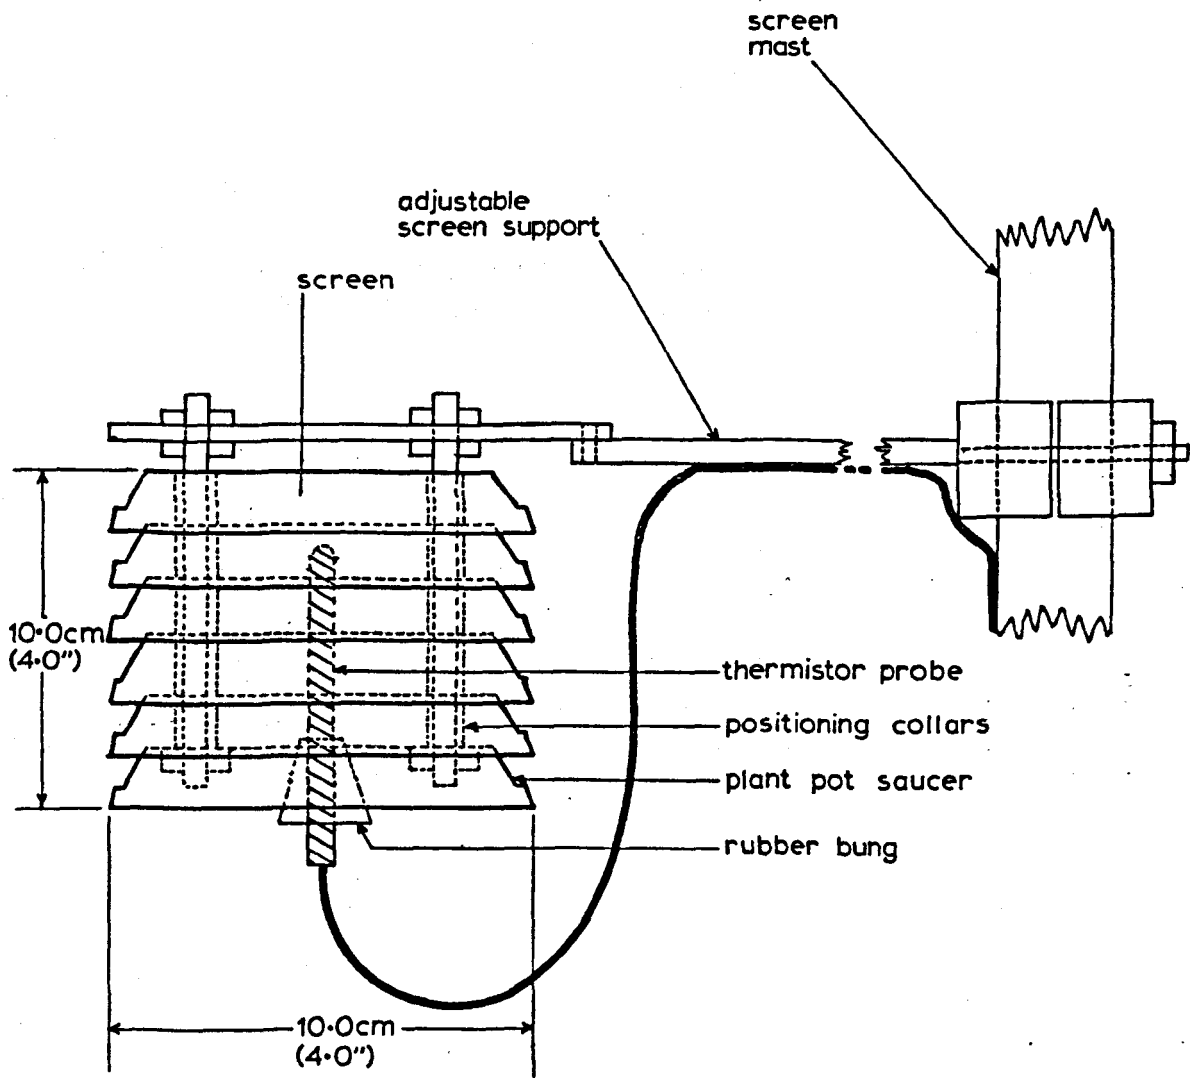 screen
mast
adjustable
screen support
screen
10·0cm
(4·0")
thermistor probe
positioning collars
plant pot saucer
rubber bung
10·0cm
(4·0")